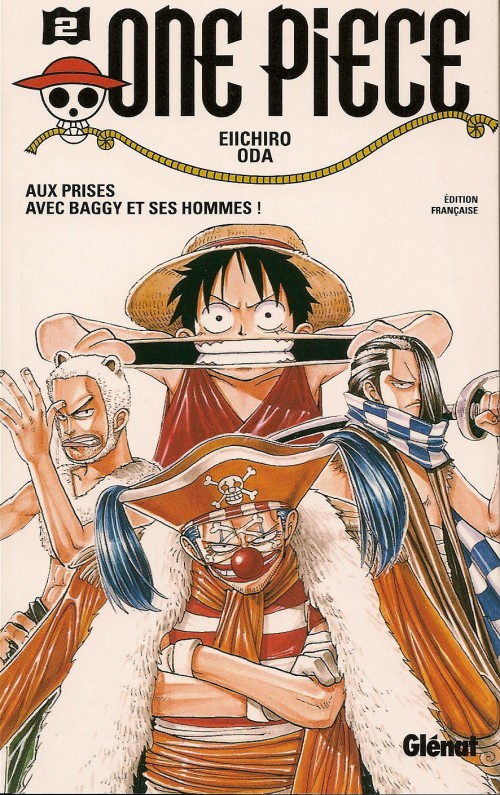 2
ONE PIECE
EIICHIRO
ODA
AUX PRISES
AVEC BAGGY ET SES HOMMES !
ÉDITION
FRANÇAISE
Glénat